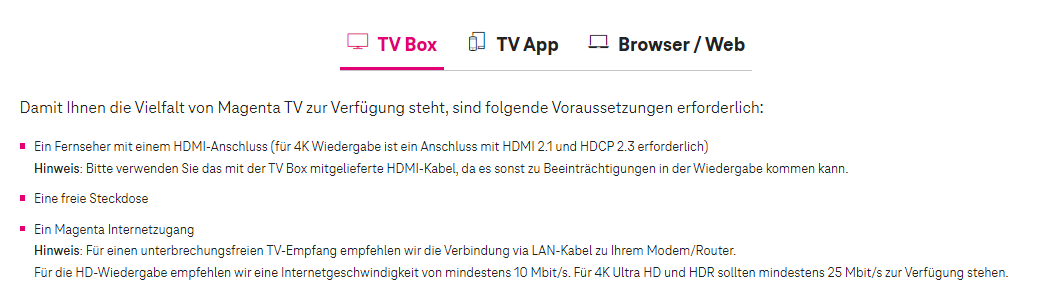 TV Box TV App Browser / Web
Damit Ihnen die Vielfalt von Magenta TV zur Verfügung steht, sind folgende Voraussetzungen erforderlich:
Ein Fernseher mit einem HDMI-Anschluss (für 4K Wiedergabe ist ein Anschluss mit HDMI 2.1 und HDCP 2.3 erforderlich)
Hinweis: Bitte verwenden Sie das mit der TV Box mitgelieferte HDMI-Kabel, da es sonst zu Beeinträchtigungen in der Wiedergabe kommen kann.
Eine freie Steckdose
Ein Magenta Internetzugang
Hinweis: Für einen unterbrechungsfreien TV-Empfang empfehlen wir die Verbindung via LAN-Kabel zu Ihrem Modem/Router.
Für die HD-Wiedergabe empfehlen wir eine Internetgeschwindigkeit von mindestens 10 Mbit/s. Für 4K Ultra HD und HDR sollten mindestens 25 Mbit/s zur Verfügung stehen.